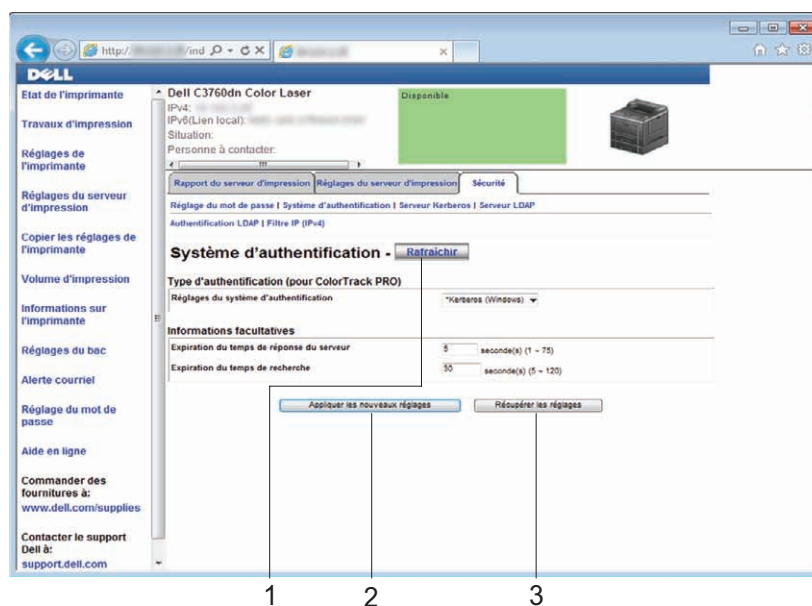 http:/ /ind
DELL
Etat de l'imprimante
Travaux d'impression
Réglages de
l'imprimante
Réglages du serveur
d'impression
Copier les réglages de
l'imprimante
Volume d'impression
Informations sur
l'imprimante
Réglages du bac
Alerte courriel
Réglage du mot de
passe
Aide en ligne
Commander des
fournitures à:
www.dell.com/supplies
Contacter le support
Dell à:
support.dell.com
Dell C3760dn Color Laser
IPv4:
IPv6(Lien local):
Situation:
Personne à contacter:
Disponible
Rapport du serveur d'impression Réglages du serveur d'impression Sécurité
Réglage du mot de passe | Système d'authentification | Serveur Kerberos | Serveur LDAP
Authentification LDAP | Filtre IP (IPv4)
Système d'authentification - Rafraîchir
Type d'authentification (pour ColorTrack PRO)
Réglages du système d'authentification *Kerberos (Windows)
Informations facultatives
Expiration du temps de réponse du serveur 5 seconde(s) (1 ~ 75)
Expiration du temps de recherche 30 seconde(s) (5 ~ 120)
Appliquer les nouveaux réglages Récupérer les réglages
1 2 3